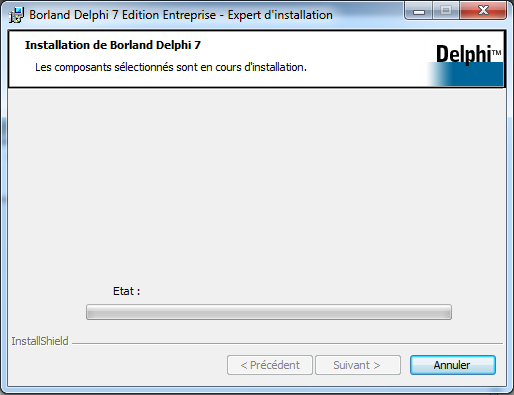 Borland Delphi 7 Edition Entreprise - Expert d'installation
Installation de Borland Delphi 7
Les composants sélectionnés sont en cours d'installation.
Delphi™
Etat :
InstallShield
< Précédent
Suivant >
Annuler